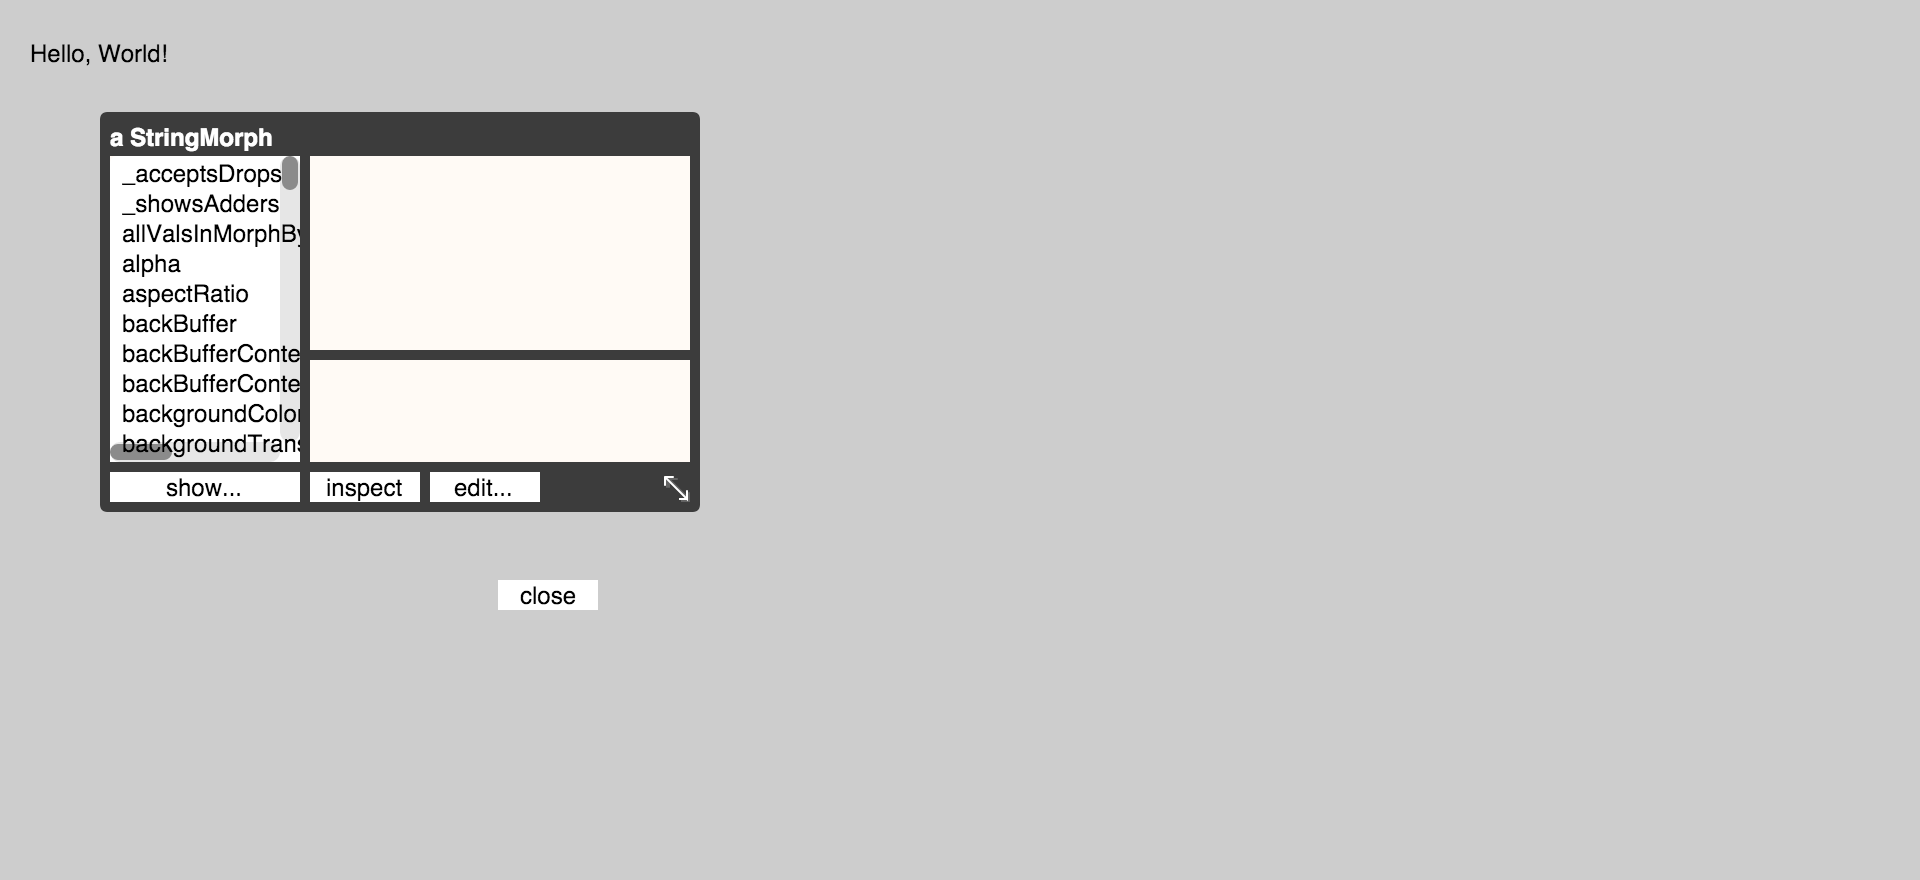 Hello, World!
a StringMorph
_acceptsDrops
_showsAdders
allValsInMorphBy
alpha
aspectRatio
backBuffer
backBufferConte
backBufferConte
backgroundColor
backgroundTrans
show...
inspect
edit...
close